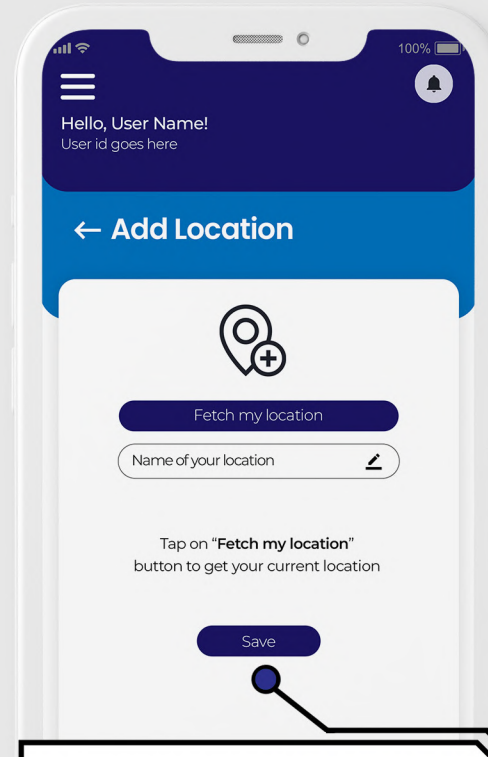 100%
Hello, User Name!
User id goes here
← Add Location
Fetch my location
Name of your location
Tap on “Fetch my location”
button to get your current location
Save